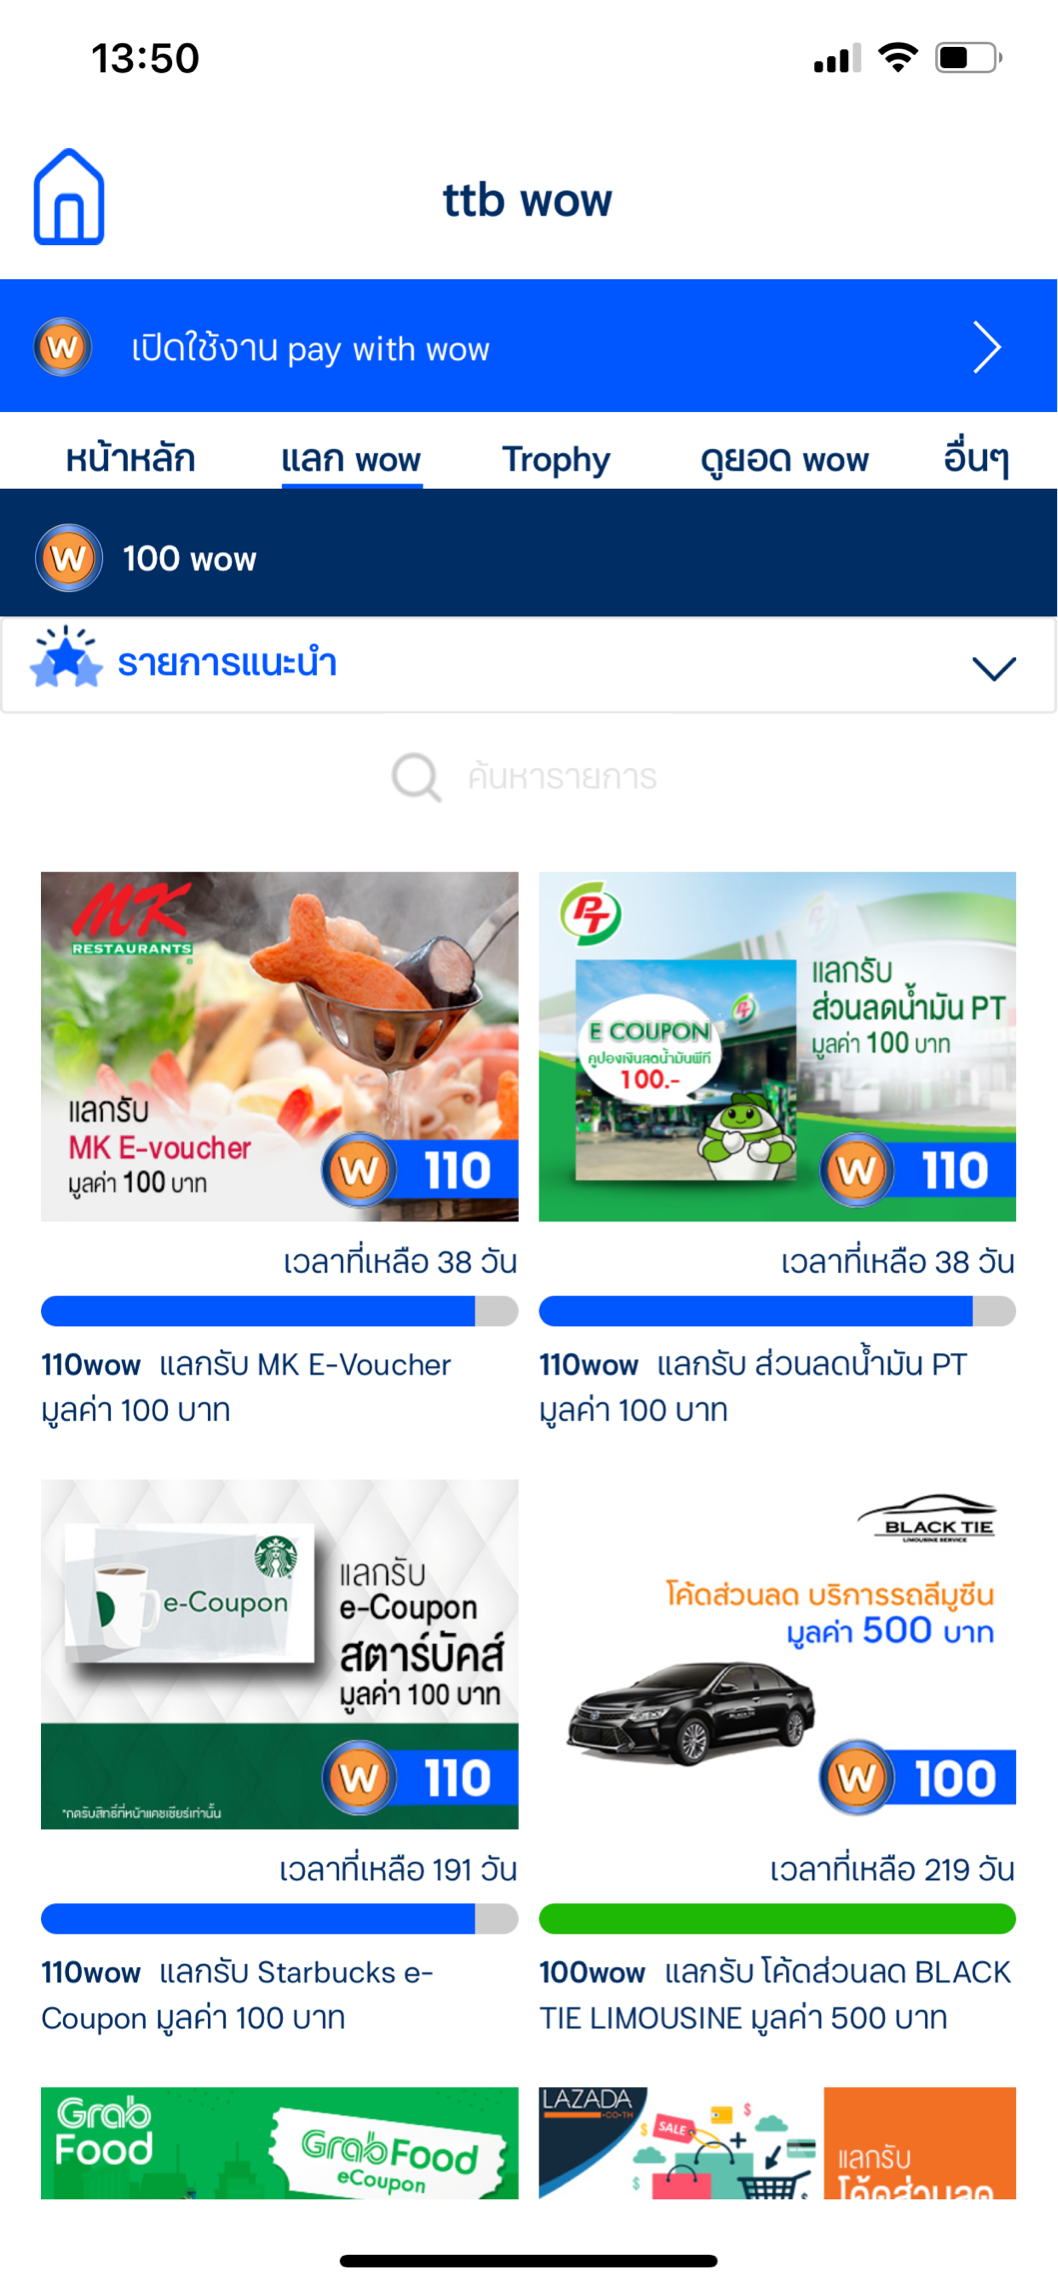 13:50
ttb wow
W
เปิดใช้งาน pay with wow
หน้าหลัก แลก wow Trophy ดูยอด wow อื่นๆ
W 100 wow
รายการแนะนำ
ค้นหารายการ
MK
RESTAURANTS
แลกรับ
MK E-voucher
มูลค่า 100 บาท
W 110
PT
แลกรับ
ส่วนลดน้ำมัน PT
มูลค่า 100 บาท
E COUPON
คูปองเงินสดน้ำมันพีที
100.-
W 110
เวลาที่เหลือ 38 วัน
110wow แลกรับ MK E-Voucher
มูลค่า 100 บาท
เวลาที่เหลือ 38 วัน
110wow แลกรับ ส่วนลดน้ำมัน PT
มูลค่า 100 บาท
e-Coupon
แลกรับ
e-Coupon
สตาร์บัคส์
มูลค่า 100 บาท
*กดรับสิทธิ์ที่หน้าแคชเชียร์เท่านั้น
W 110
BLACK TIE
LIMOUSINE SERVICE
โค้ดส่วนลด บริการรถลีมูซีน
มูลค่า 500 บาท
BLACK TIE
W 100
เวลาที่เหลือ 191 วัน
110wow แลกรับ Starbucks e-
Coupon มูลค่า 100 บาท
เวลาที่เหลือ 219 วัน
100wow แลกรับ โค้ดส่วนลด BLACK
TIE LIMOUSINE มูลค่า 500 บาท
Grab
Food
GrabFood
eCoupon
LAZADA
.CO.TH
SALE
แลกรับ
โค้ดส่วนลด